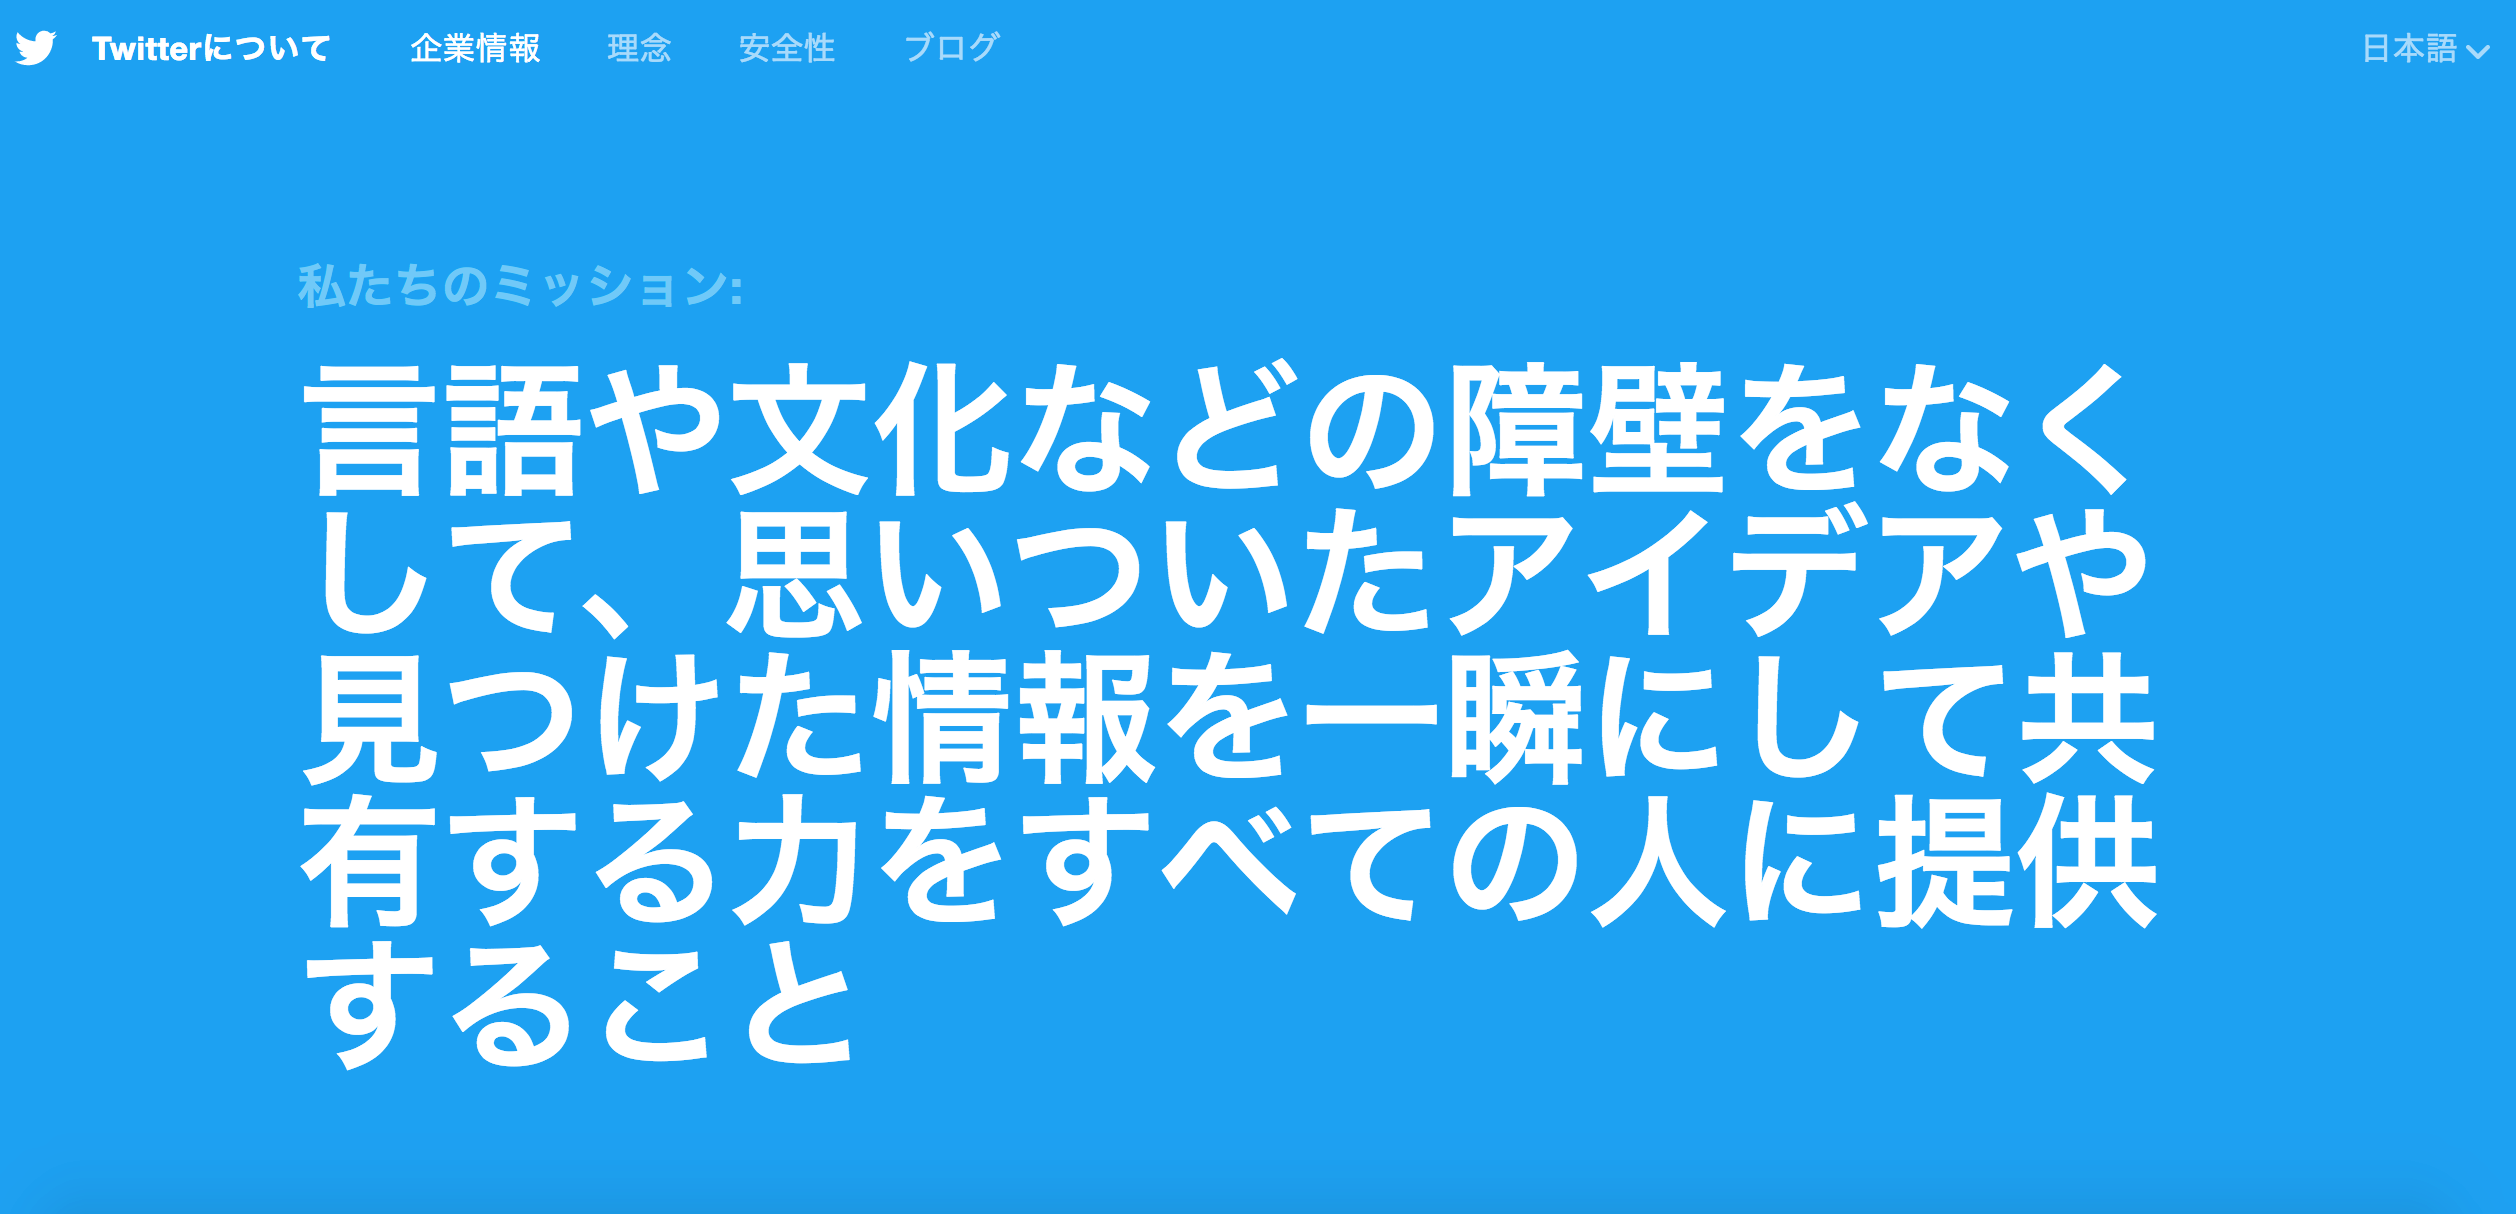 Twitterについて 企業情報 理念 安全性 ブログ 日本語
私たちのミッション:
言語や文化などの障壁をなく
して、思いついたアイデアや
見つけた情報を一瞬にして共
有する力をすべての人に提供
すること